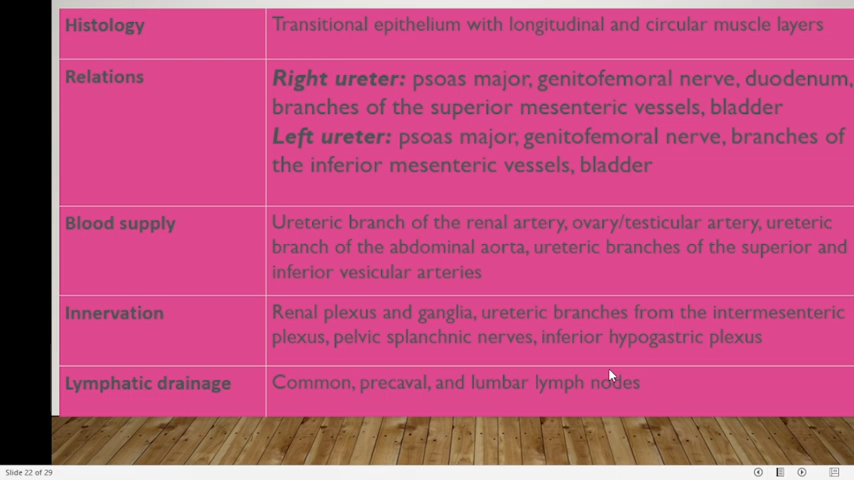 Histology
Transitional epithelium with longitudinal and circular muscle layers
Relations
Right ureter: psoas major, genitofemoral nerve, duodenum,
branches of the superior mesenteric vessels, bladder
Left ureter: psoas major, genitofemoral nerve, branches of
the inferior mesenteric vessels, bladder
Blood supply
Ureteric branch of the renal artery, ovary/testicular artery, ureteric
branch of the abdominal aorta, ureteric branches of the superior and
inferior vesicular arteries
Innervation
Renal plexus and ganglia, ureteric branches from the intermesenteric
plexus, pelvic splanchnic nerves, inferior hypogastric plexus
Lymphatic drainage
Common, precaval, and lumbar lymph nodes
Slide 22 of 29